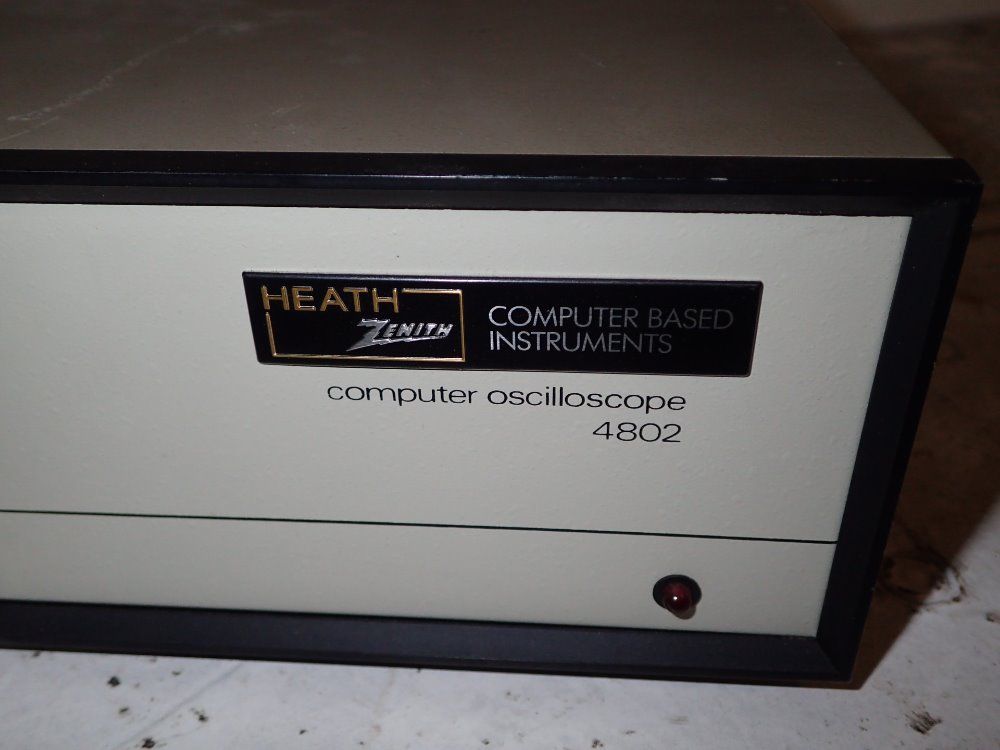 HEATH
ZENITH
COMPUTER BASED
INSTRUMENTS
computer oscilloscope
4802